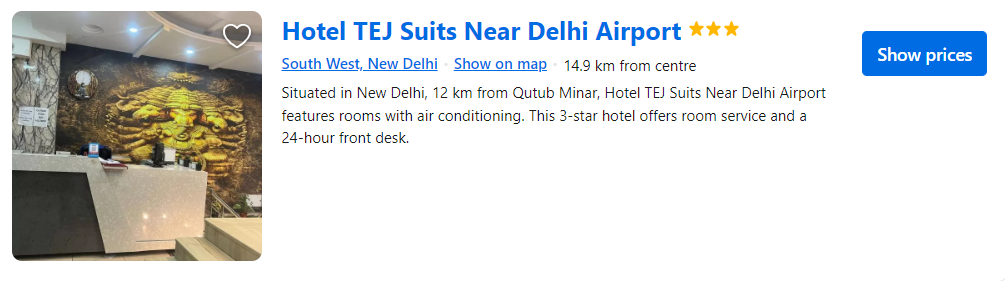 Hotel TEJ Suits Near Delhi Airport
Show prices
South West, New Delhi · Show on map · 14.9 km from centre
Situated in New Delhi, 12 km from Qutub Minar, Hotel TEJ Suits Near Delhi Airport
features rooms with air conditioning. This 3-star hotel offers room service and a
24-hour front desk.